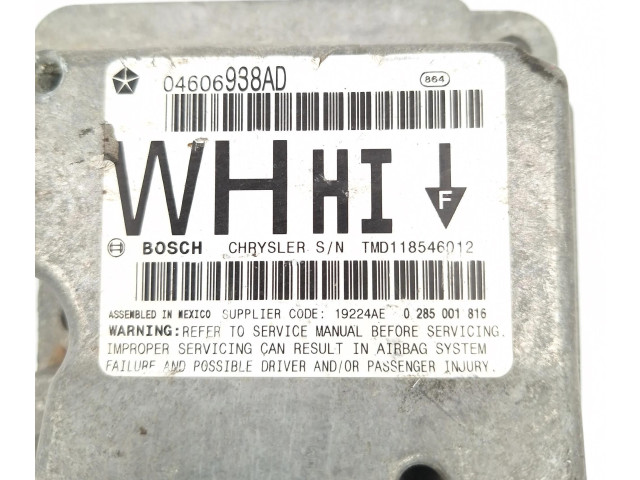 04606938AD
864
WH HI
F
BOSCH CHRYSLER S/N TMD118546012
ASSEMBLED IN MEXICO SUPPLIER CODE: 19224AE 0 285 001 816
WARNING:REFER TO SERVICE MANUAL BEFORE SERVICING.
IMPROPER SERVICING CAN RESULT IN AIRBAG SYSTEM
FAILURE AND POSSIBLE DRIVER AND/OR PASSENGER INJURY.